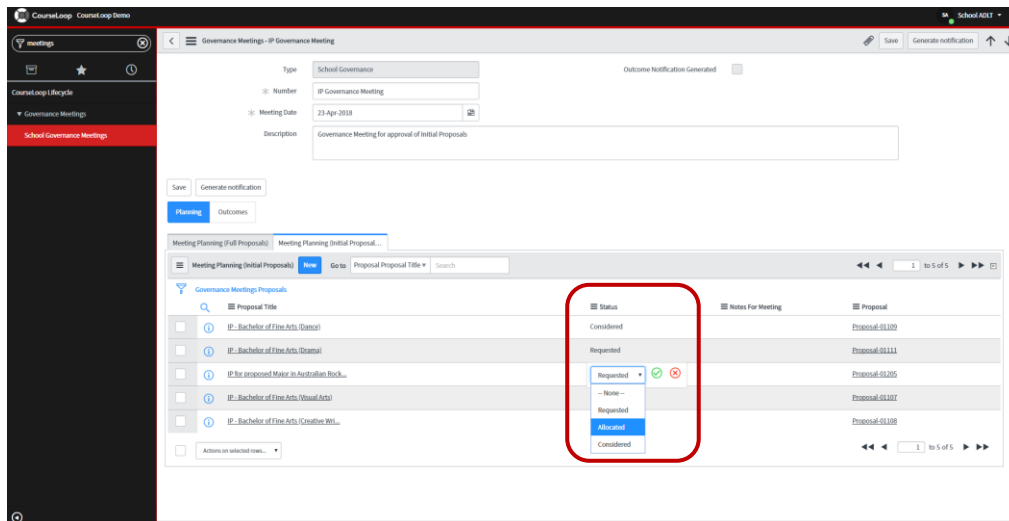 CourseLoop CourseLoop Demo
SA School ADLT
meetings
Governance Meetings - IP Governance Meeting
Save Generate notification
CourseLoop Lifecycle
Governance Meetings
School Governance Meetings
Type School Governance Outcome Notification Generated
Number IP Governance Meeting
Meeting Date 23-Apr-2018
Description Governance Meeting for approval of Initial Proposals
Save Generate notification
Planning Outcomes
Meeting Planning (Full Proposals) Meeting Planning (Initial Proposal...
Meeting Planning (Initial Proposals) New Go to Proposal Proposal Title Search 1 to 5 of 5
Governance Meetings Proposals
Proposal Title Status Notes For Meeting Proposal
IP - Bachelor of Fine Arts (Dance) Considered Proposal-01109
IP - Bachelor of Fine Arts (Drama) Requested Proposal-01111
IP for proposed Major in Australian Rock... Requested Proposal-01205
-- None --
IP - Bachelor of Fine Arts (Visual Arts) Requested Proposal-01107
Allocated
IP - Bachelor of Fine Arts (Creative Wri... Proposal-01108
Considered
Actions on selected rows... 1 to 5 of 5